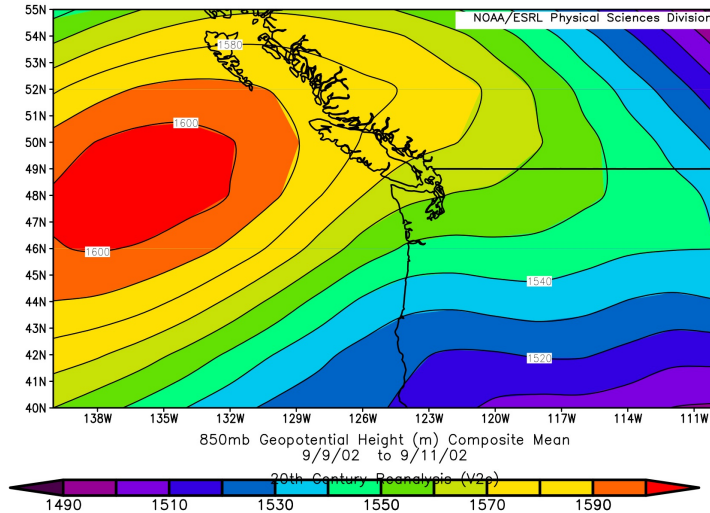 NOAA/ESRL Physical Sciences Division
55N
54N
53N
52N
51N
50N
49N
48N
47N
46N
45N
44N
43N
42N
41N
40N
1580
1600
1600
1540
1520
138W 135W 132W 129W 126W 123W 120W 117W 114W 111W
850mb Geopotential Height (m) Composite Mean
9/9/02 to 9/11/02
20th Century Reanalysis (V2c)
1490 1510 1530 1550 1570 1590